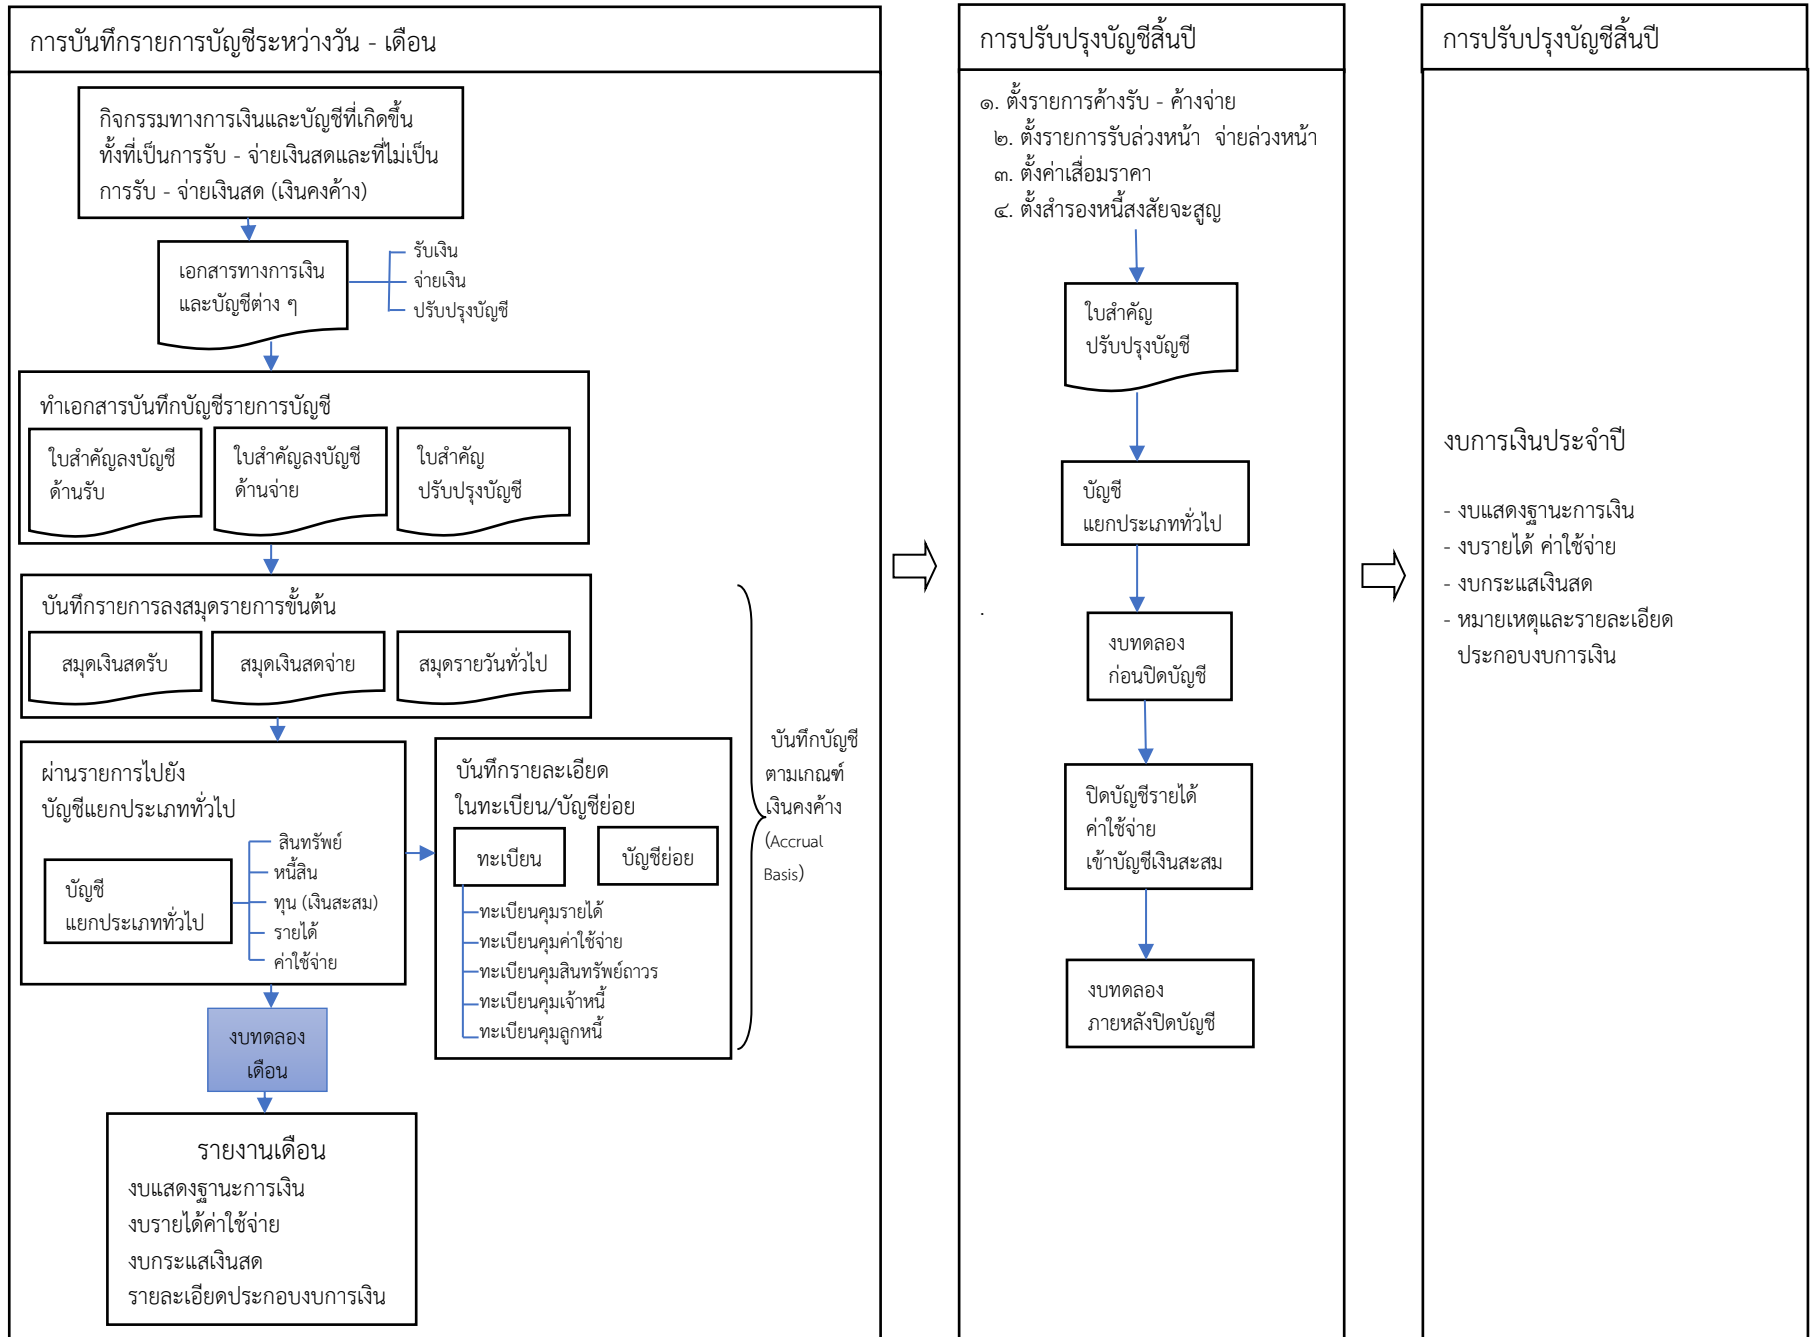 การบันทึกรายการบัญชีระหว่างวัน - เดือน
กิจกรรมทางการเงินและบัญชีที่เกิดขึ้น
ทั้งที่เป็นการรับ - จ่ายเงินสดและที่ไม่เป็น
การรับ - จ่ายเงินสด (เงินคงค้าง)
เอกสารทางการเงิน
และบัญชีต่าง ๆ
รับเงิน
จ่ายเงิน
ปรับปรุงบัญชี
ทำเอกสารบันทึกบัญชีรายการบัญชี
ใบสำคัญลงบัญชี
ด้านรับ
ใบสำคัญลงบัญชี
ด้านจ่าย
ใบสำคัญ
ปรับปรุงบัญชี
บันทึกรายการลงสมุดรายการขั้นต้น
สมุดเงินสดรับ
สมุดเงินสดจ่าย
สมุดรายวันทั่วไป
ผ่านรายการไปยัง
บัญชีแยกประเภททั่วไป
บัญชี
แยกประเภททั่วไป
สินทรัพย์
หนี้สิน
ทุน (เงินสะสม)
รายได้
ค่าใช้จ่าย
บันทึกรายละเอียด
ในทะเบียน/บัญชีย่อย
ทะเบียน
บัญชีย่อย
ทะเบียนคุมรายได้
ทะเบียนคุมค่าใช้จ่าย
ทะเบียนคุมสินทรัพย์ถาวร
ทะเบียนคุมเจ้าหนี้
ทะเบียนคุมลูกหนี้
บันทึกบัญชี
ตามเกณฑ์
เงินคงค้าง
(Accrual
Basis)
งบทดลอง
เดือน
รายงานเดือน
งบแสดงฐานะการเงิน
งบรายได้ค่าใช้จ่าย
งบกระแสเงินสด
รายละเอียดประกอบงบการเงิน
การปรับปรุงบัญชีสิ้นปี
๑. ตั้งรายการค้างรับ - ค้างจ่าย
๒. ตั้งรายการรับล่วงหน้า จ่ายล่วงหน้า
๓. ตั้งค่าเสื่อมราคา
๔. ตั้งสำรองหนี้สงสัยจะสูญ
ใบสำคัญ
ปรับปรุงบัญชี
บัญชี
แยกประเภททั่วไป
งบทดลอง
ก่อนปิดบัญชี
ปิดบัญชีรายได้
ค่าใช้จ่าย
เข้าบัญชีเงินสะสม
งบทดลอง
ภายหลังปิดบัญชี
การปรับปรุงบัญชีสิ้นปี
งบการเงินประจำปี
- งบแสดงฐานะการเงิน
- งบรายได้ ค่าใช้จ่าย
- งบกระแสเงินสด
- หมายเหตุและรายละเอียด
ประกอบงบการเงิน